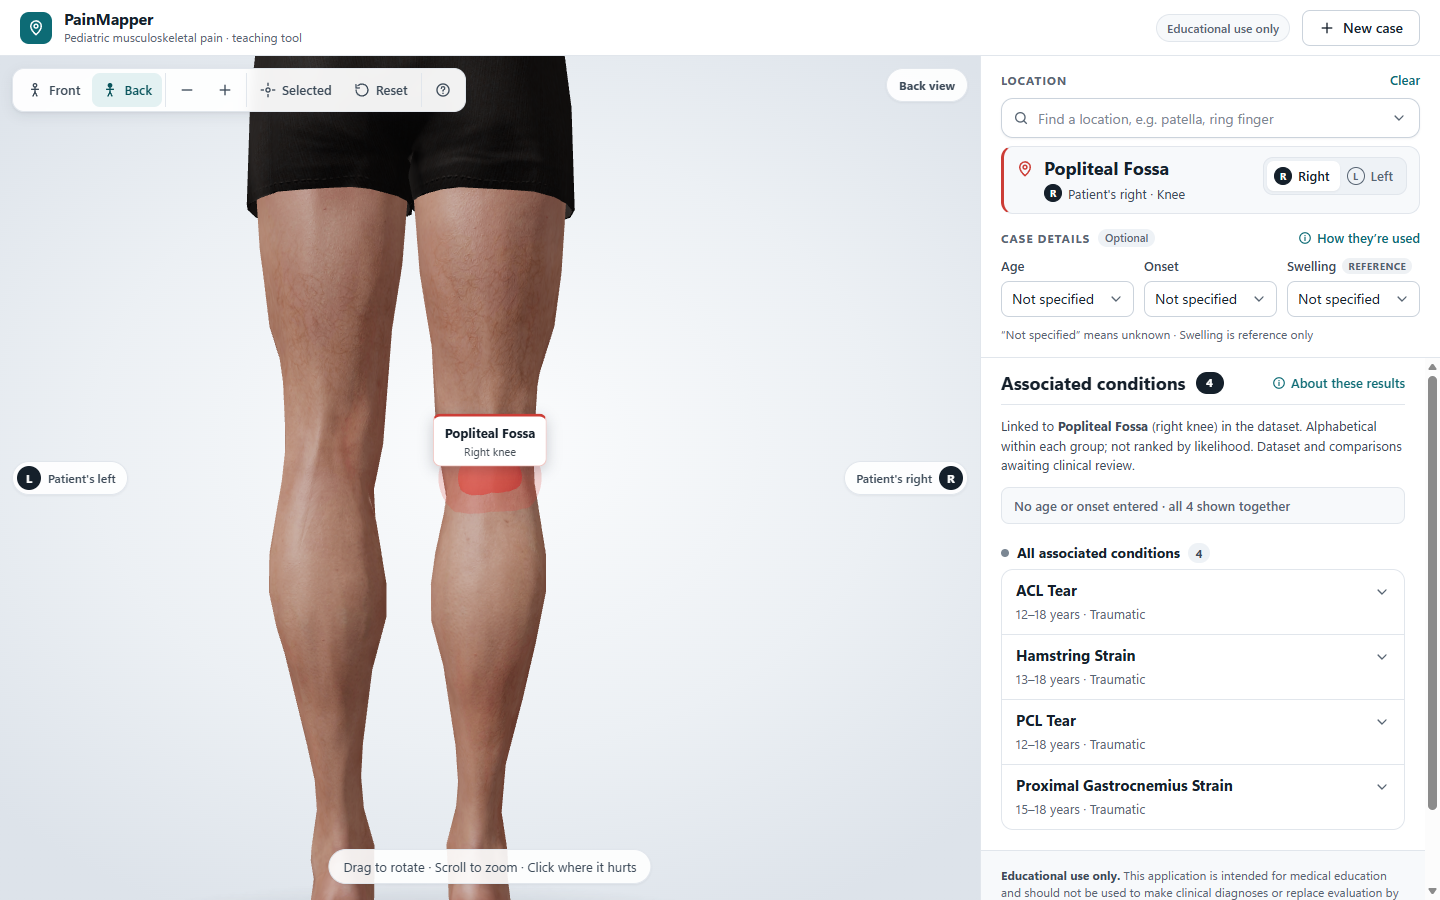 PainMapper
Pediatric musculoskeletal pain · teaching tool
Educational use only
New case
Front
Back
Selected
Reset
Back view
Popliteal Fossa
Right knee
L Patient's left
Patient's right R
Drag to rotate · Scroll to zoom · Click where it hurts
LOCATION
Clear
Find a location, e.g. patella, ring finger
Popliteal Fossa
R Patient's right · Knee
R Right
L Left
CASE DETAILS Optional
How they're used
Age
Onset
Swelling REFERENCE
Not specified
Not specified
Not specified
“Not specified” means unknown · Swelling is reference only
Associated conditions 4
About these results
Linked to Popliteal Fossa (right knee) in the dataset. Alphabetical
within each group; not ranked by likelihood. Dataset and comparisons
awaiting clinical review.
No age or onset entered · all 4 shown together
All associated conditions 4
ACL Tear
12–18 years · Traumatic
Hamstring Strain
13–18 years · Traumatic
PCL Tear
12–18 years · Traumatic
Proximal Gastrocnemius Strain
15–18 years · Traumatic
Educational use only. This application is intended for medical education
and should not be used to make clinical diagnoses or replace evaluation by